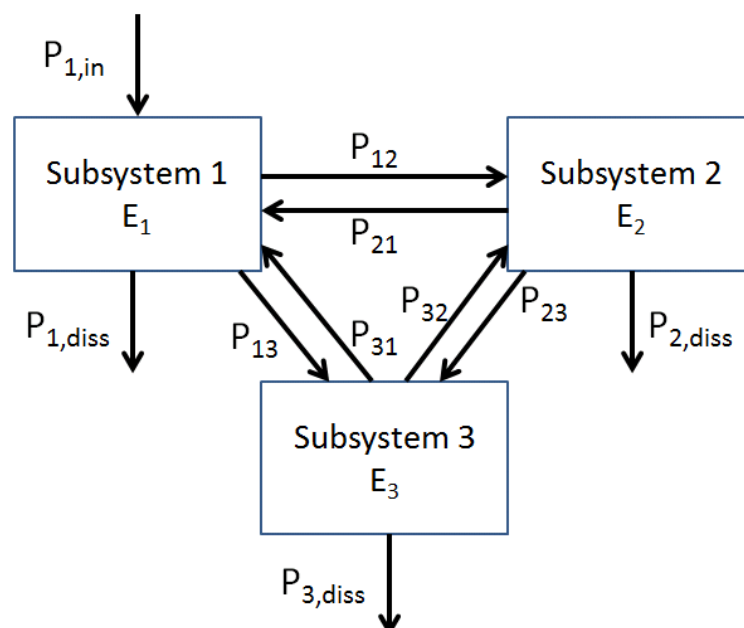 P1,in
Subsystem 1
E1
P12
P21
Subsystem 2
E2
P1,diss
P13
P31
P32
P23
P2,diss
Subsystem 3
E3
P3,diss